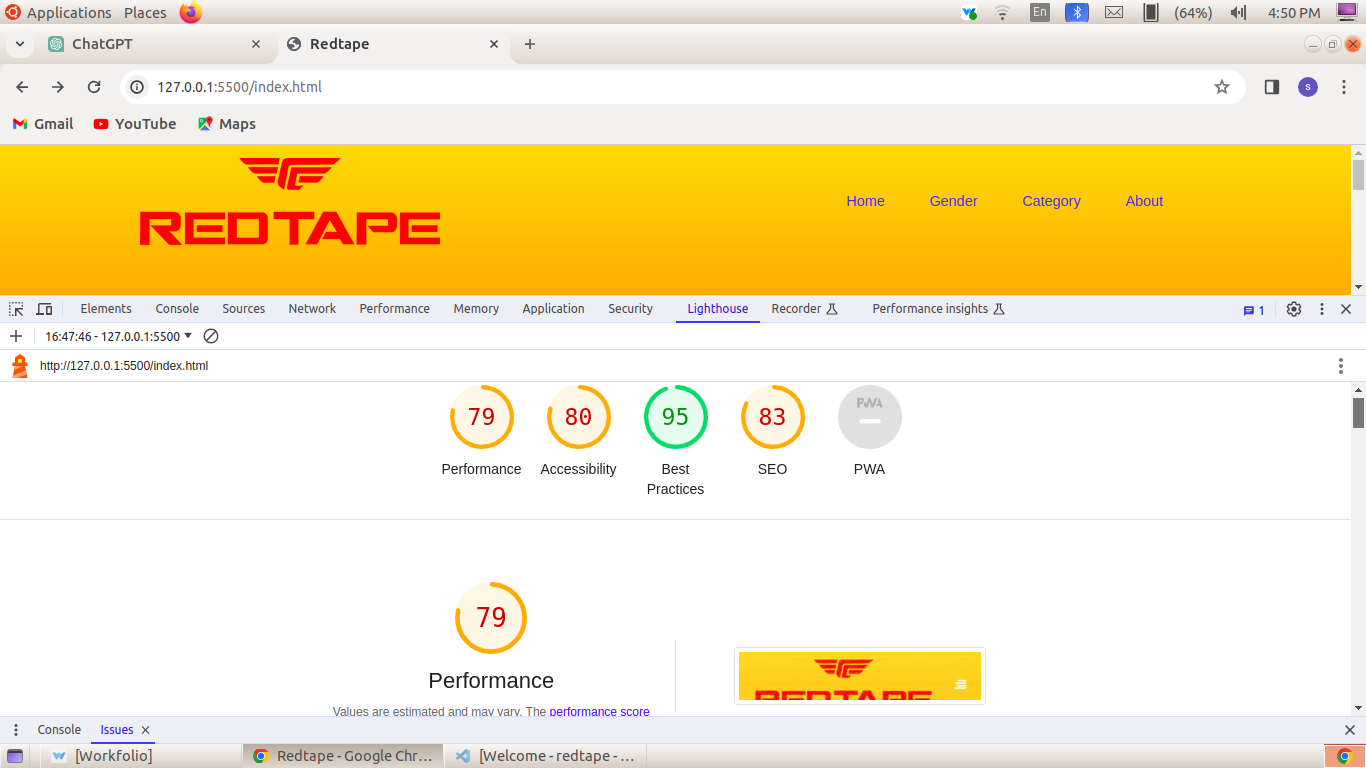 Applications Places En (64%) 4:50 PM
ChatGPT Redtape
127.0.0.1:5500/index.html S
Gmail YouTube Maps
REDTAPE
Home Gender Category About
Elements Console Sources Network Performance Memory Application Security Lighthouse Recorder Performance insights 1
16:47:46 - 127.0.0.1:5500
http://127.0.0.1:5500/index.html
79 80 95 83 PWA
Performance Accessibility Best Practices SEO PWA
79
Performance
Values are estimated and may vary. The performance score
REDTAPE
Console Issues
[Workfolio] Redtape - Google Chr... [Welcome - redtape - ...